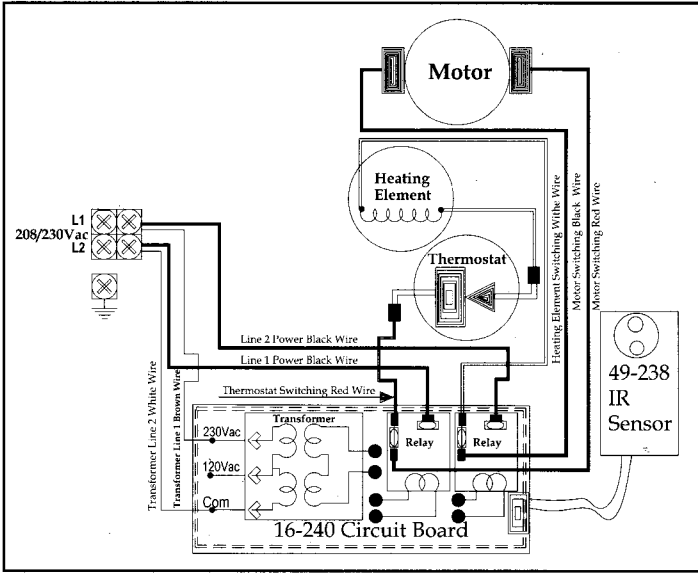 Motor
Heating
Element
L1
208/230Vac
L2
Thermostat
Heating Element Switching Withe Wire
Motor Switching Black Wire
Motor Switching Red Wire
Line 2 Power Black Wire
Line 1 Power Black Wire
Thermostat Switching Red Wire
49-238
IR
Sensor
Transformer Line 2 White Wire
Transformer Line 1 Brown Wire
Transformer
230Vac
120Vac
Com
Relay
Relay
16-240 Circuit Board